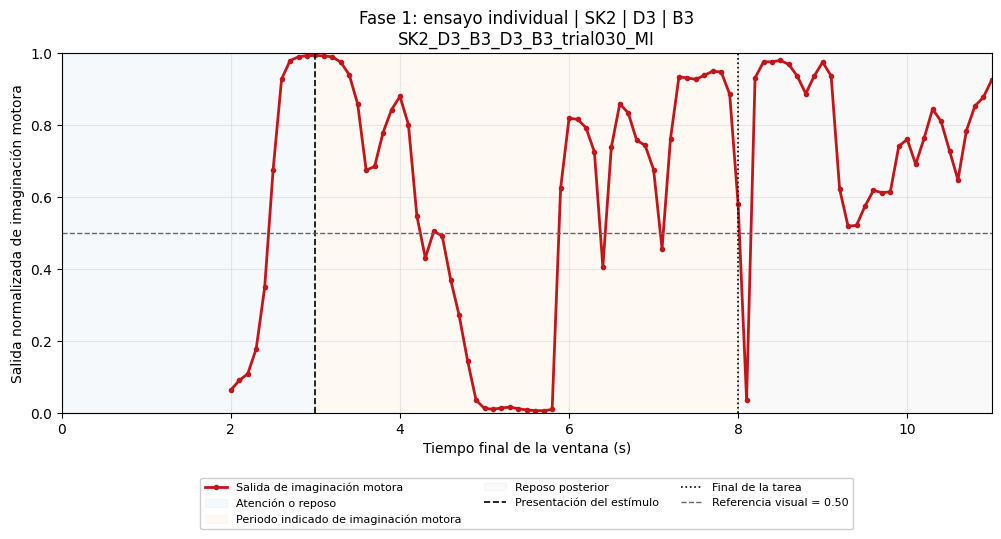 Fase 1: ensayo individual | SK2 | D3 | B3
SK2_D3_B3_D3_B3_trial030_MI
Salida normalizada de imaginación motora
1.0
0.8
0.6
0.4
0.2
0.0
0
2
4
6
8
10
Tiempo final de la ventana (s)
Salida de imaginación motora
Atención o reposo
Periodo indicado de imaginación motora
Reposo posterior
Presentación del estímulo
Final de la tarea
Referencia visual = 0.50